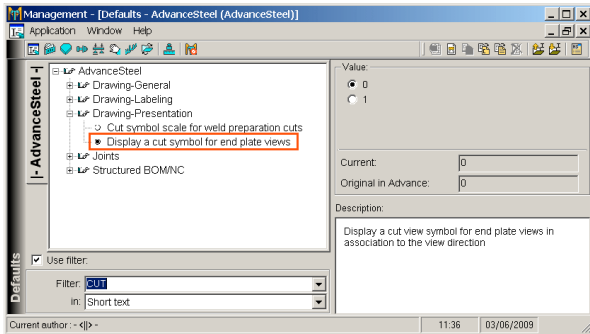 Management - [Defaults - AdvanceSteel (AdvanceSteel)]
Application Window Help
|- AdvanceSteel -|
AdvanceSteel
Drawing-General
Drawing-Labeling
Drawing-Presentation
Cut symbol scale for weld preparation cuts
Display a cut symbol for end plate views
Joints
Structured BOM/NC
Value:
0
1
Current: 0
Original in Advance: 0
Description:
Display a cut view symbol for end plate views in
association to the view direction
Defaults
Use filter:
Filter: CUT
in: Short text
Current author : - <||> -
11:36
03/06/2009